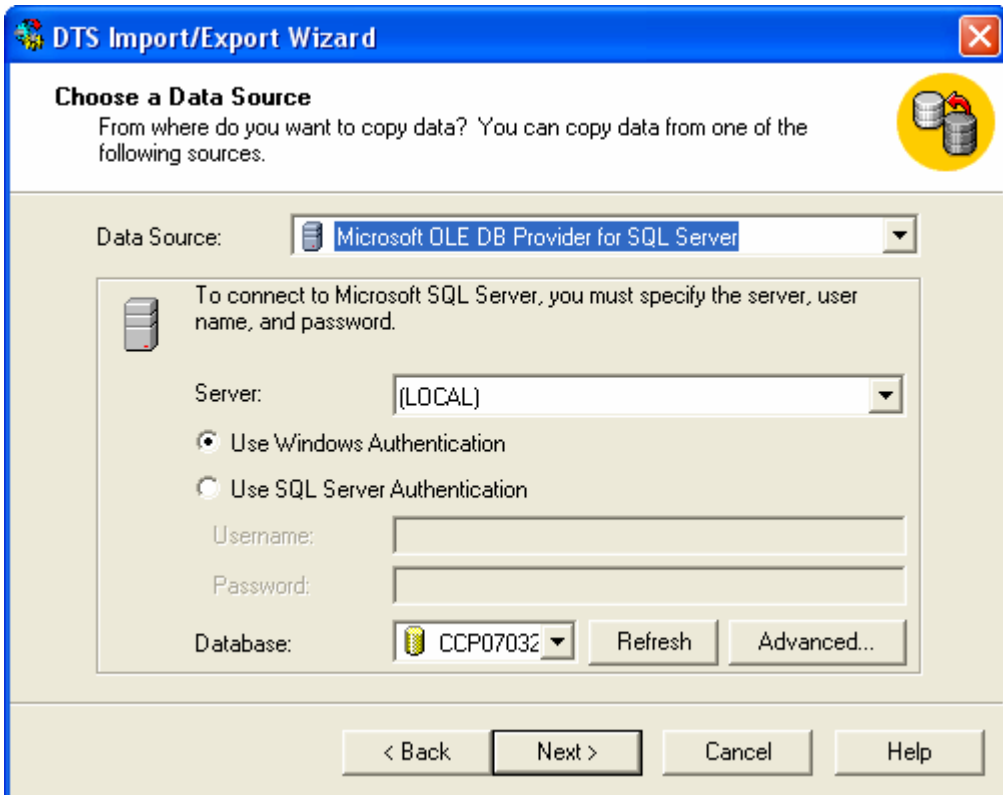 DTS Import/Export Wizard
Choose a Data Source
From where do you want to copy data? You can copy data from one of the
following sources.
Data Source: Microsoft OLE DB Provider for SQL Server
To connect to Microsoft SQL Server, you must specify the server, user
name, and password.
Server: (LOCAL)
Use Windows Authentication
Use SQL Server Authentication
Username:
Password:
Database: CCP07032 Refresh Advanced...
< Back Next > Cancel Help